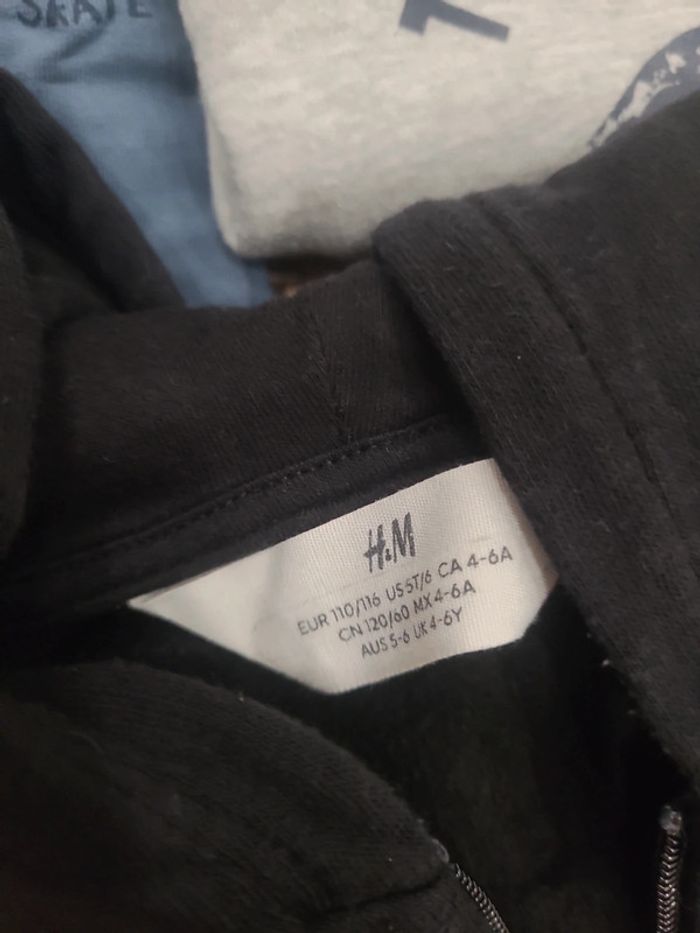 SKATE
H&M
EUR 110/116 US 5T/6 CA 4-6A
CN 120/60 MX 4-6A
AUS 5-6 UK 4-6Y